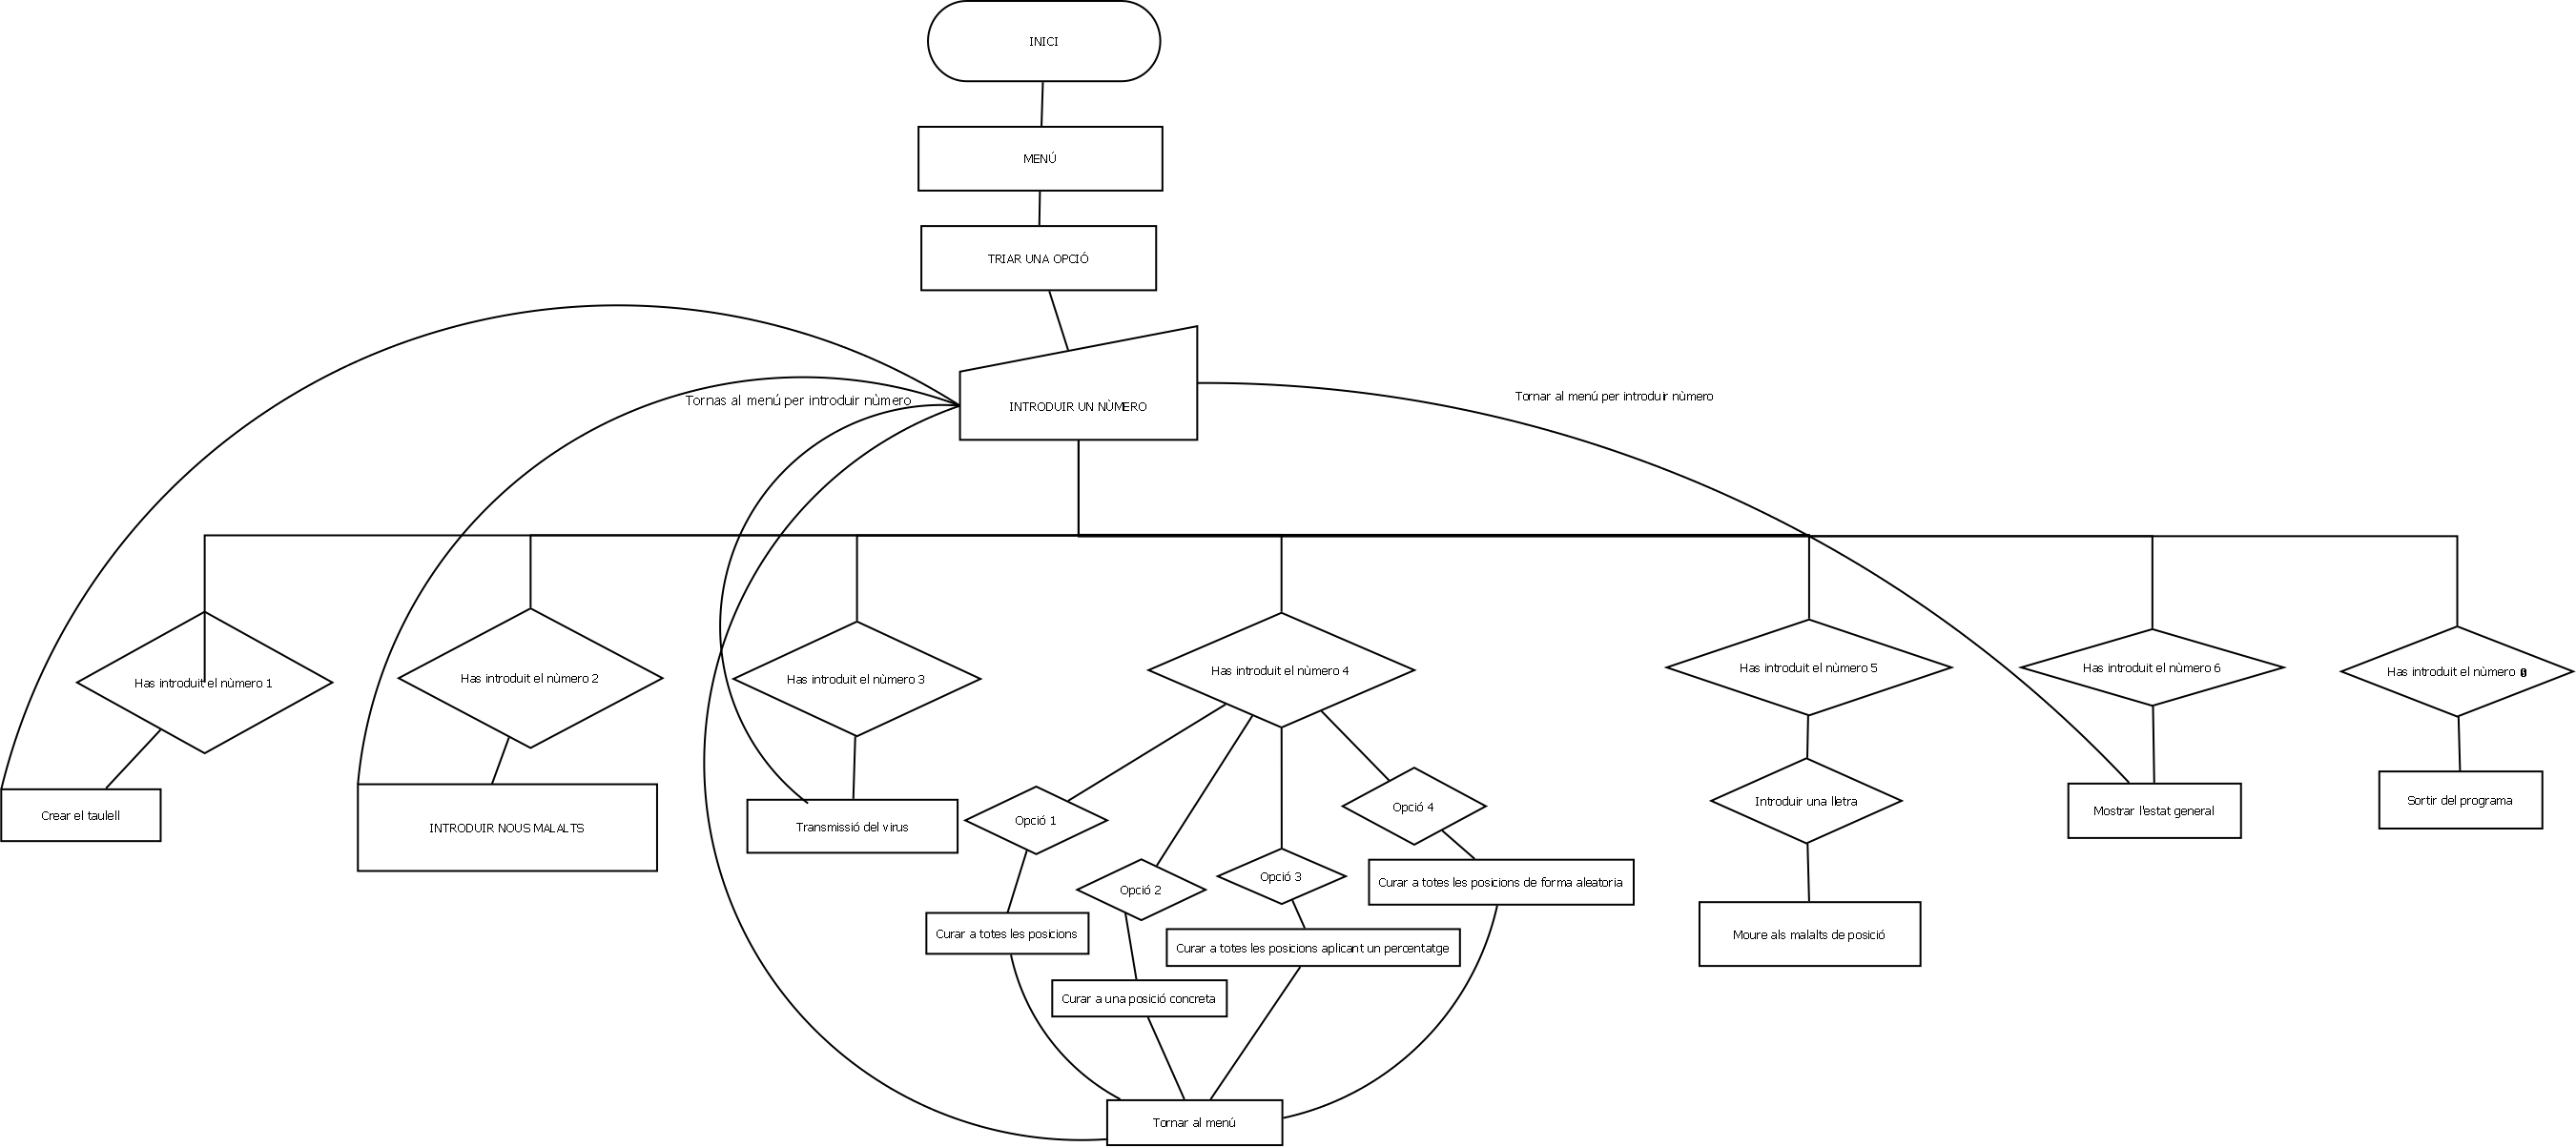 INICI
MENÚ
TRIAR UNA OPCIÓ
Tornas al menú per introduir nùmero
INTRODUIR UN NÙMERO
Tornar al menú per introduir nùmero
Has introduit el nùmero 1
Has introduit el nùmero 2
Has introduit el nùmero 3
Has introduit el nùmero 4
Has introduit el nùmero 5
Has introduit el nùmero 6
Has introduit el nùmero
Crear el taulell
INTRODUIR NOUS MALALTS
Transmissió del virus
Opció 1
Opció 2
Opció 3
Opció 4
Introduir una lletra
Mostrar l'estat general
Sortir del programa
Curar a totes les posicions de forma aleatoria
Curar a totes les posicions
Curar a totes les posicions aplicant un percentatge
Moure als malalts de posició
Curar a una posició concreta
Tornar al menú